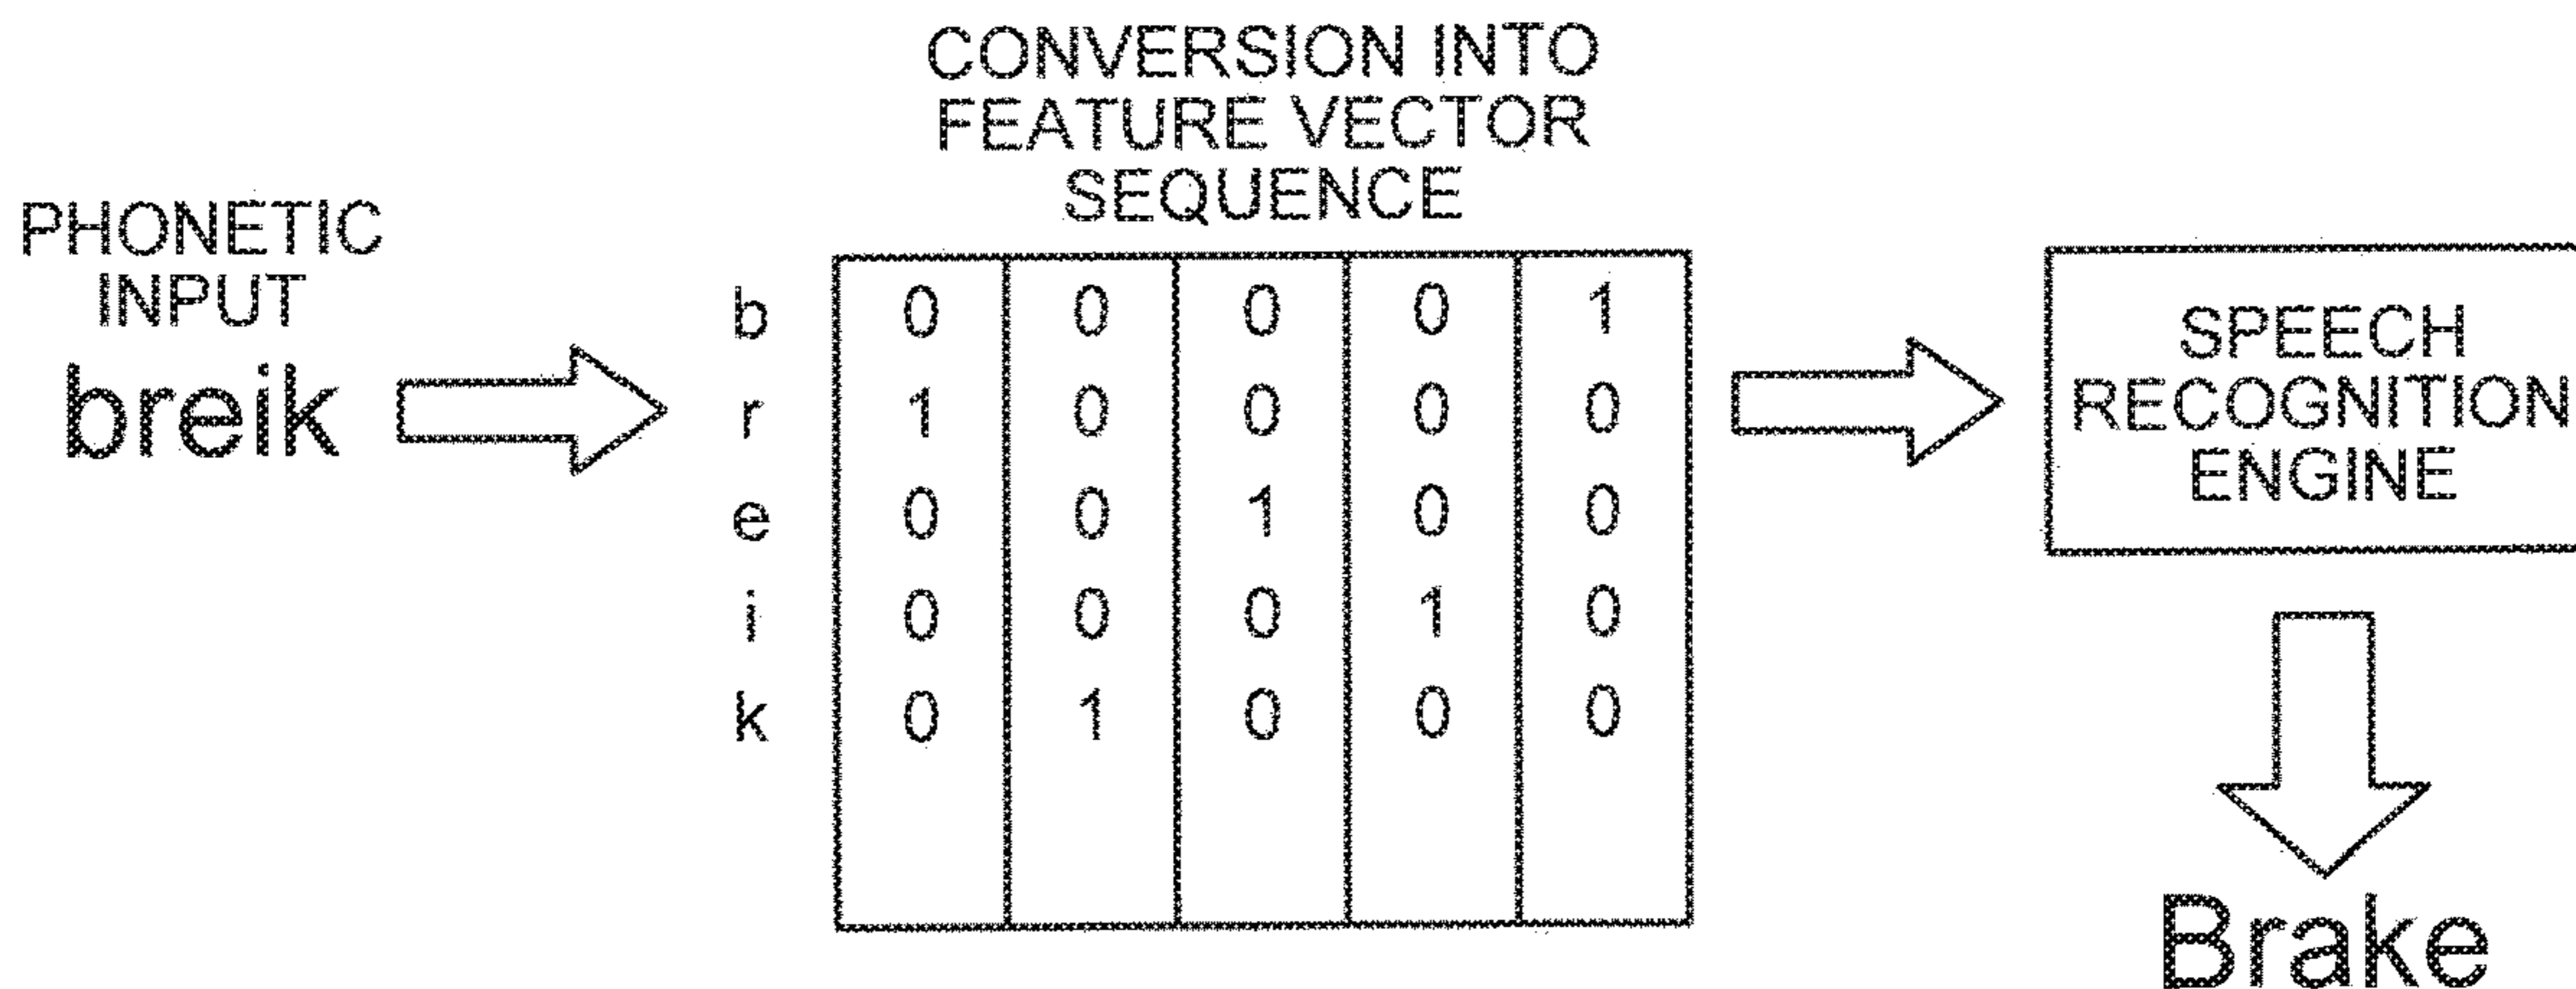 PHONETIC
INPUT
breik
CONVERSION INTO
FEATURE VECTOR
SEQUENCE
b 0 0 0 0 1
r 1 0 0 0 0
e 0 0 1 0 0
i 0 0 0 1 0
k 0 1 0 0 0
SPEECH
RECOGNITION
ENGINE
Brake